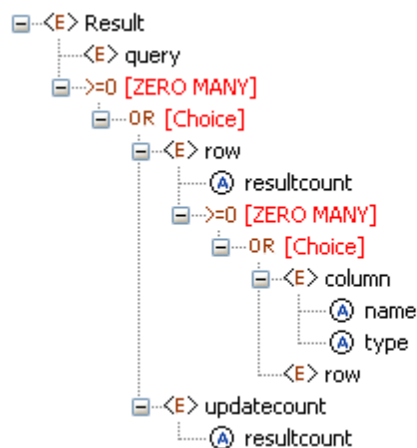 <E> Result
<E> query
>=0 [ZERO MANY]
OR [Choice]
<E> row
A resultcount
>=0 [ZERO MANY]
OR [Choice]
<E> column
A name
A type
<E> row
<E> updatecount
A resultcount